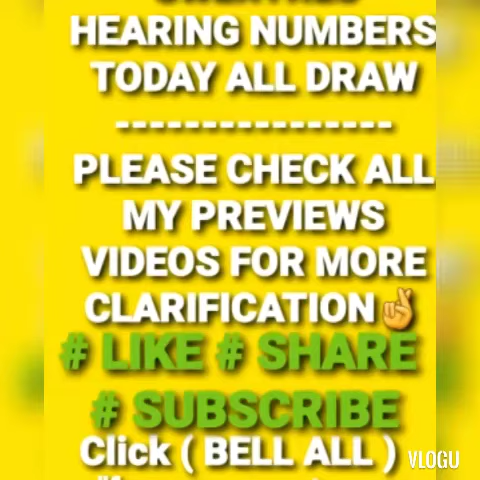 HEARING NUMBERS
TODAY ALL DRAW
----------------
PLEASE CHECK ALL
MY PREVIEWS
VIDEOS FOR MORE
CLARIFICATION🤞
# LIKE # SHARE
# SUBSCRIBE
Click ( BELL ALL )
VLOGU